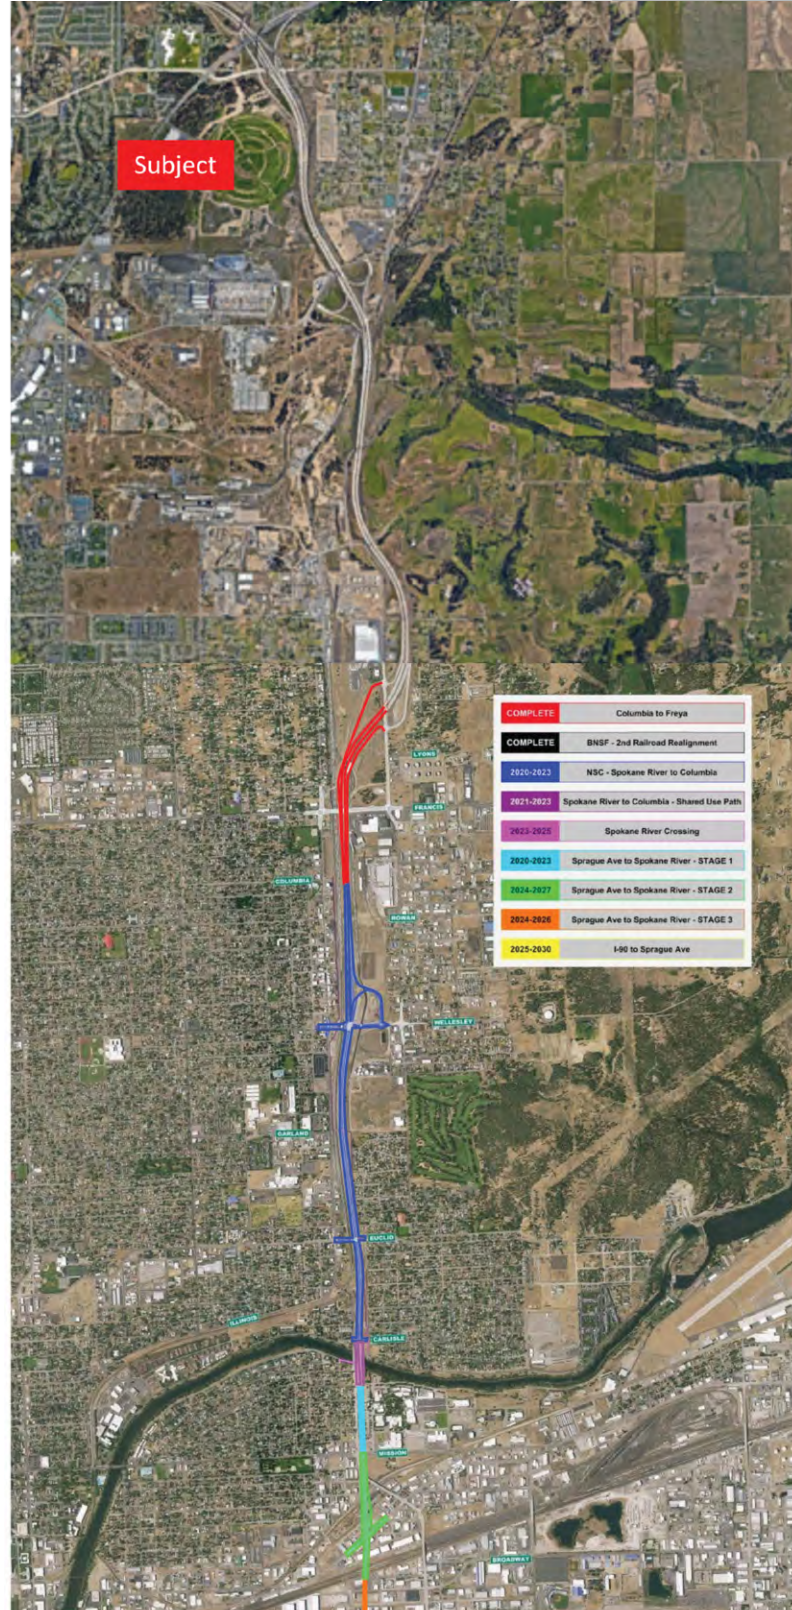 Subject
COMPLETE Columbia to Freya
COMPLETE BNSF - 2nd Railroad Realignment
2020-2023 NSC - Spokane River to Columbia
2021-2023 Spokane River to Columbia - Shared Use Path
2023-2025 Spokane River Crossing
2020-2023 Sprague Ave to Spokane River - STAGE 1
2024-2027 Sprague Ave to Spokane River - STAGE 2
2024-2026 Sprague Ave to Spokane River - STAGE 3
2025-2030 I-90 to Sprague Ave
LYONS
FRANCIS
COLUMBIA
ROWAN
WELLESLEY
GARLAND
EUCLID
ILLINOIS
CARLISLE
MISSION
BROADWAY